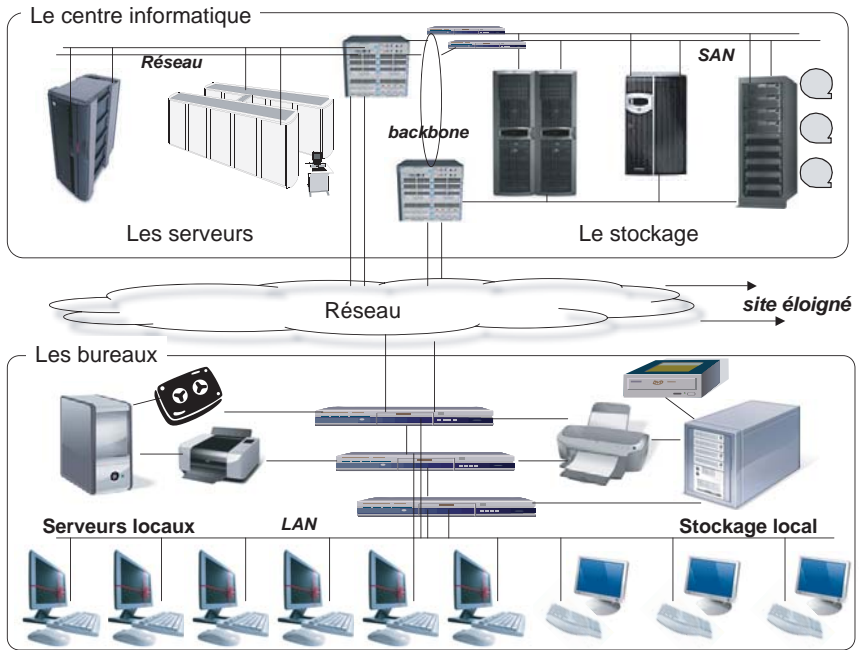 Le centre informatique
Réseau
SAN
backbone
Les serveurs
Le stockage
Réseau
site éloigné
Les bureaux
Serveurs locaux
LAN
Stockage local